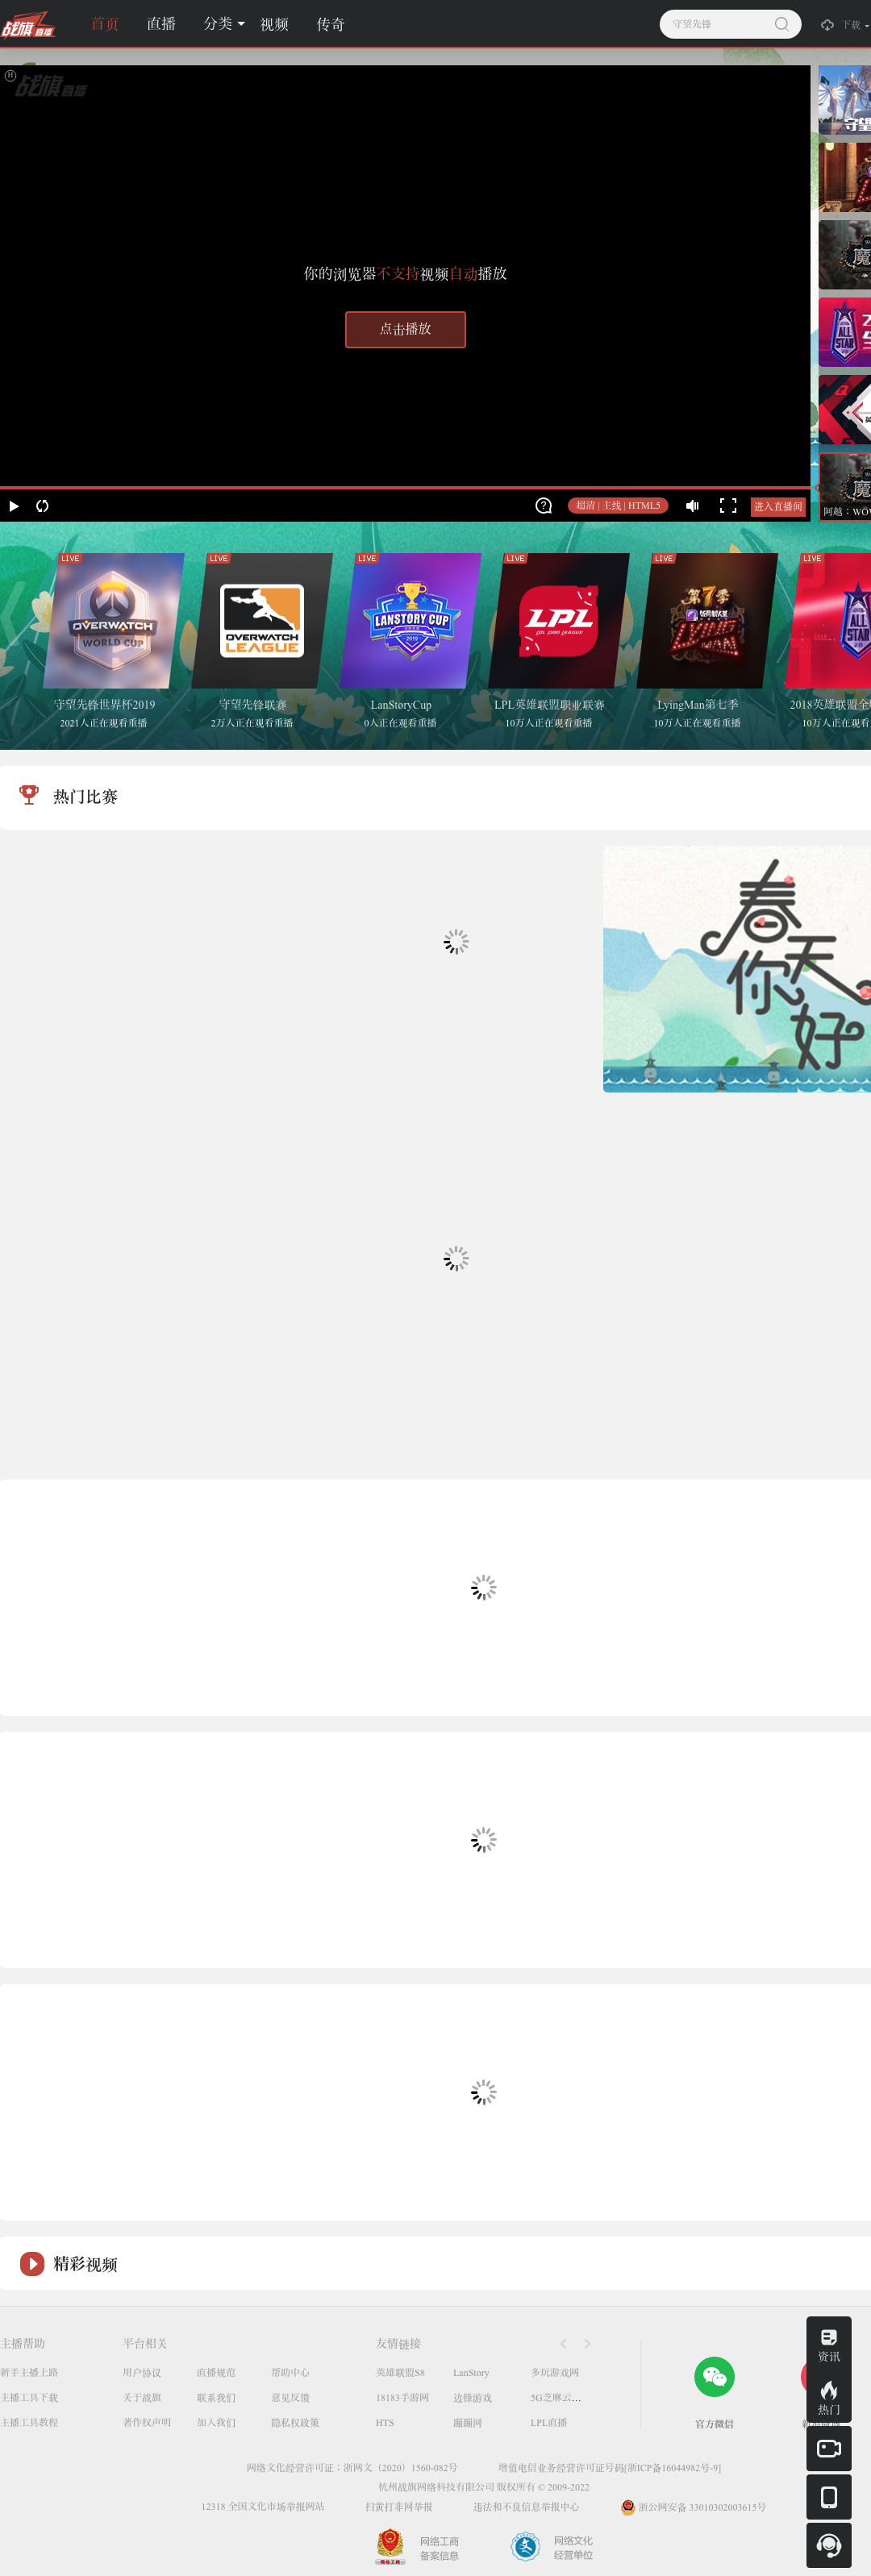 战旗直播 首页 直播 分类 视频 传奇 守望先锋 下载
战旗直播
守望
魔
ALL STAR
你的浏览器不支持视频自动播放
点击播放
魔
超清 | 主线 | HTML5 进入直播间
阿越：WOW
LIVE LIVE LIVE LIVE LIVE LIVE
OVERWATCH WORLD CUP
OVERWATCH LEAGUE
LANSTORY CUP 2019
LPL
LOL PRO LEAGUE
第7季
ALL STAR
守望先锋世界杯2019 守望先锋联赛 LanStoryCup LPL英雄联盟职业联赛 LyingMan第七季 2018英雄联盟全
2021人正在观看重播 2万人正在观看重播 0人正在观看重播 10万人正在观看重播 10万人正在观看重播 10万人正在观看
热门比赛
春天你好
精彩视频
主播帮助 平台相关 友情链接
新手主播上路 用户协议 直播规范 帮助中心 英雄联盟S8 LanStory 多玩游戏网
主播工具下载 关于战旗 联系我们 意见反馈 18183手游网 边锋游戏 5G芝麻云…
主播工具教程 著作权声明 加入我们 隐私权政策 HTS 蹦蹦网 LPL直播
官方微信
资讯
热门
网络文化经营许可证：浙网文（2020）1560-082号 增值电信业务经营许可证号码[浙ICP备16044982号-9]
杭州战旗网络科技有限公司 版权所有 © 2009-2022
12318 全国文化市场举报网站 扫黄打非网举报 违法和不良信息举报中心 浙公网安备 33010302003615号
网络工商
备案信息
网络文化
经营单位